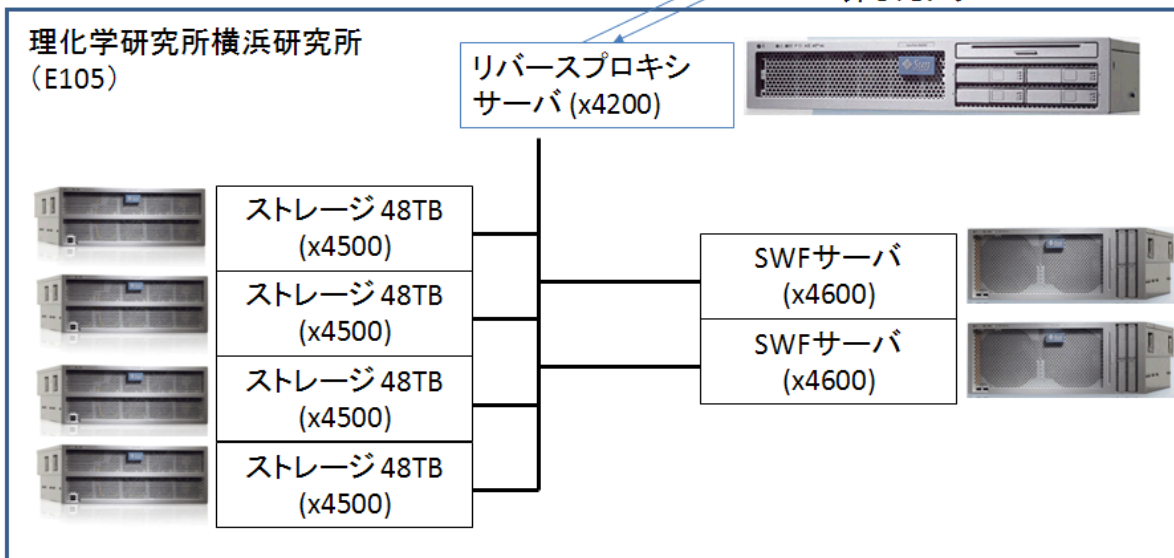 理化学研究所横浜研究所
（E105）
リバースプロキシ
サーバ (x4200)
ストレージ 48TB
(x4500)
ストレージ 48TB
(x4500)
ストレージ 48TB
(x4500)
ストレージ 48TB
(x4500)
SWFサーバ
(x4600)
SWFサーバ
(x4600)
Sun